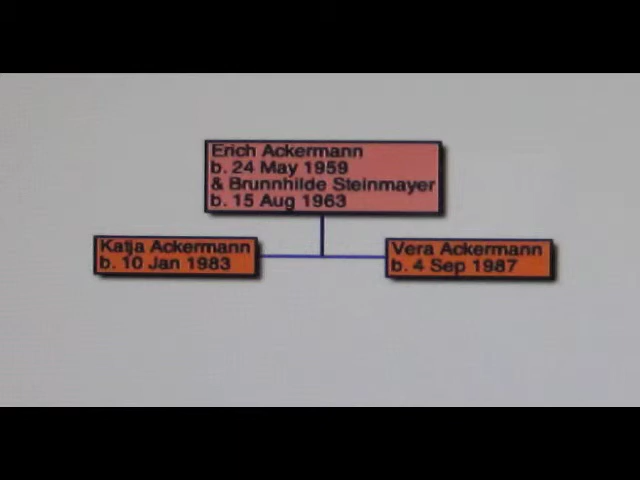 Erich Ackermann
b. 24 May 1959
& Brunnhilde Steinmayer
b. 15 Aug 1963
Katja Ackermann
b. 10 Jan 1983
Vera Ackermann
b. 4 Sep 1987